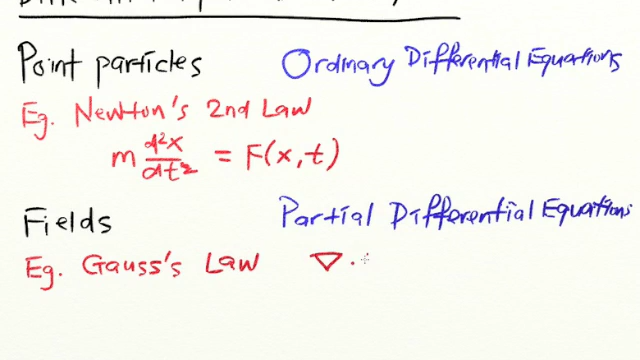 Point particles Ordinary Differential Equations
Eg. Newton's 2nd Law
m d²x/dt² = F(x,t)
Fields Partial Differential Equations
Eg. Gauss's Law ∇ ·